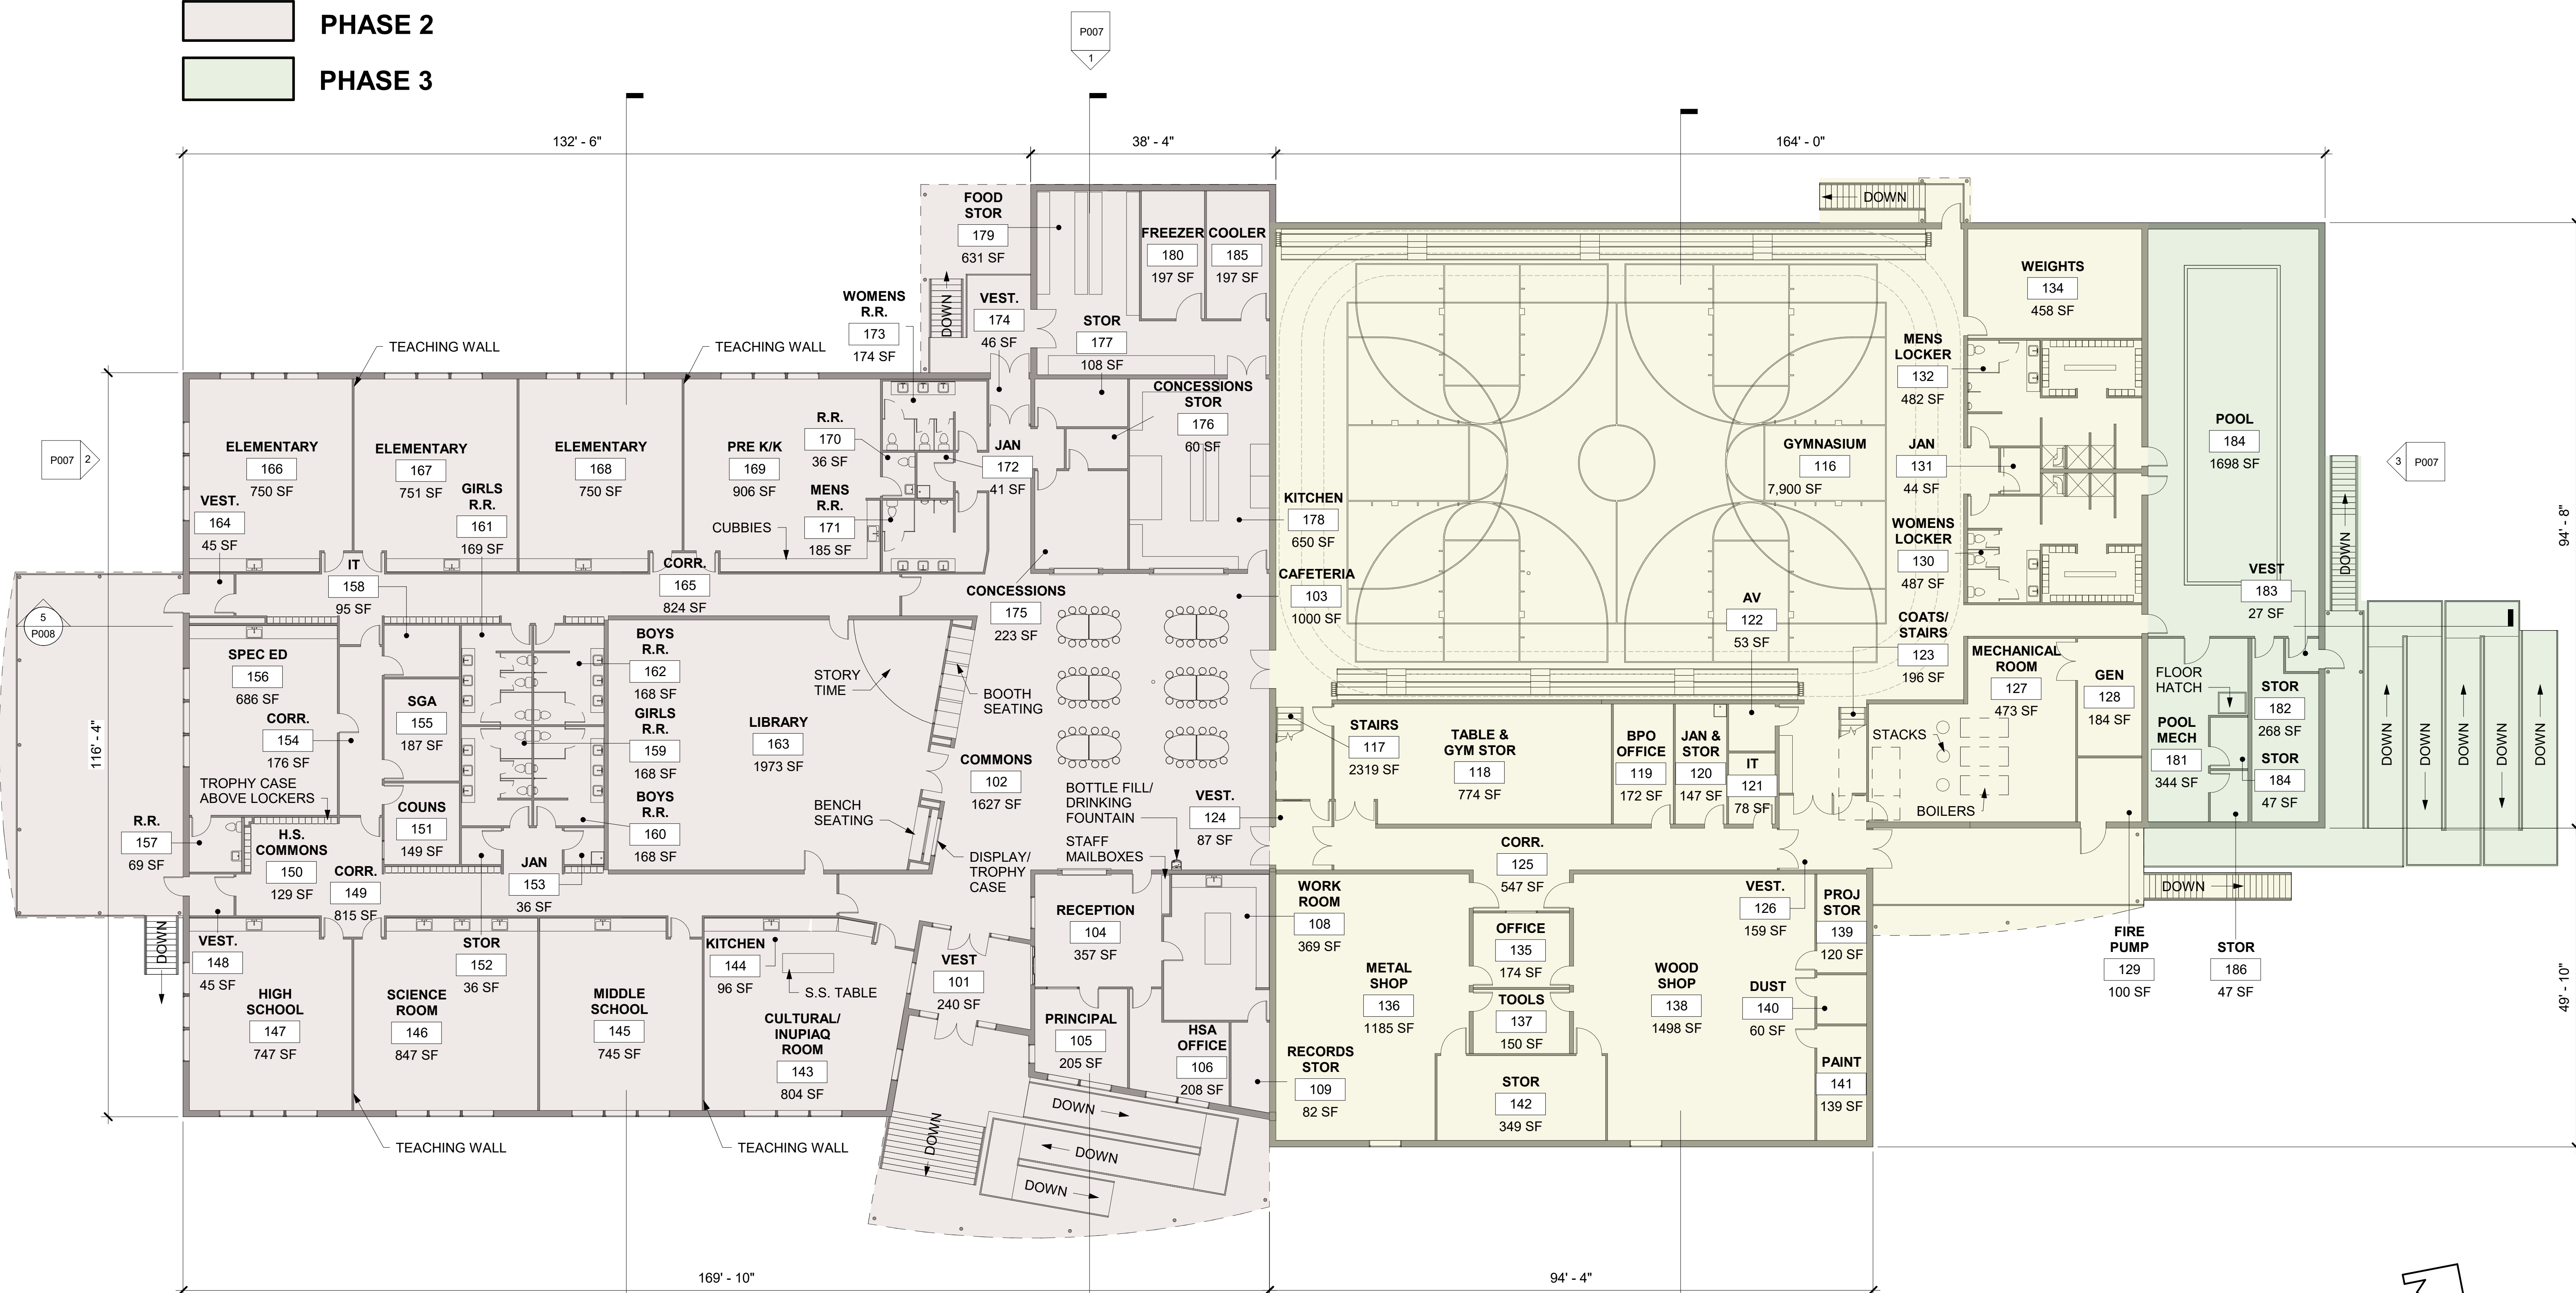 PHASE 2
PHASE 3
P007
1
132' - 6"
38' - 4"
164' - 0"
FOOD
STOR
179
631 SF
FREEZER
180
197 SF
COOLER
185
197 SF
DOWN
DOWN
WOMENS
R.R.
173
174 SF
VEST.
174
46 SF
STOR
177
108 SF
TEACHING WALL
TEACHING WALL
CONCESSIONS
STOR
176
60 SF
WEIGHTS
134
458 SF
MENS
LOCKER
132
482 SF
P007
2
ELEMENTARY
166
750 SF
ELEMENTARY
167
751 SF
ELEMENTARY
168
750 SF
PRE K/K
169
906 SF
R.R.
170
36 SF
JAN
172
41 SF
MENS
R.R.
171
185 SF
CUBBIES
GYMNASIUM
116
7,900 SF
JAN
131
44 SF
POOL
184
1698 SF
3
P007
VEST.
164
45 SF
GIRLS
R.R.
161
169 SF
KITCHEN
178
650 SF
WOMENS
LOCKER
130
487 SF
94' - 8"
DOWN
IT
158
95 SF
CORR.
165
824 SF
CONCESSIONS
175
223 SF
CAFETERIA
103
1000 SF
AV
122
53 SF
COATS/
STAIRS
123
196 SF
VEST
183
27 SF
5
P008
SPEC ED
156
686 SF
BOYS
R.R.
162
168 SF
STORY
TIME
BOOTH
SEATING
MECHANICAL
ROOM
127
473 SF
GEN
128
184 SF
FLOOR
HATCH
STOR
182
268 SF
116' - 4"
CORR.
154
176 SF
SGA
155
187 SF
GIRLS
R.R.
159
168 SF
LIBRARY
163
1973 SF
COMMONS
102
1627 SF
STAIRS
117
2319 SF
TABLE &
GYM STOR
118
774 SF
BPO
OFFICE
119
172 SF
JAN &
STOR
120
147 SF
IT
121
78 SF
STACKS
BOILERS
POOL
MECH
181
344 SF
STOR
184
47 SF
DOWN
DOWN
DOWN
DOWN
DOWN
TROPHY CASE
ABOVE LOCKERS
COUNS
151
149 SF
BOYS
R.R.
160
168 SF
BENCH
SEATING
BOTTLE FILL/
DRINKING
FOUNTAIN
VEST.
124
87 SF
R.R.
157
69 SF
H.S.
COMMONS
150
129 SF
JAN
153
36 SF
DISPLAY/
TROPHY
CASE
STAFF
MAILBOXES
CORR.
125
547 SF
CORR.
149
815 SF
DOWN
DOWN
VEST.
148
45 SF
STOR
152
36 SF
KITCHEN
144
96 SF
S.S. TABLE
VEST
101
240 SF
RECEPTION
104
357 SF
WORK
ROOM
108
369 SF
OFFICE
135
174 SF
VEST.
126
159 SF
PROJ
STOR
139
120 SF
FIRE
PUMP
129
100 SF
STOR
186
47 SF
HIGH
SCHOOL
147
747 SF
SCIENCE
ROOM
146
847 SF
MIDDLE
SCHOOL
145
745 SF
CULTURAL/
INUPIAQ
ROOM
143
804 SF
PRINCIPAL
105
205 SF
HSA
OFFICE
106
208 SF
METAL
SHOP
136
1185 SF
TOOLS
137
150 SF
WOOD
SHOP
138
1498 SF
DUST
140
60 SF
49' - 10"
RECORDS
STOR
109
82 SF
STOR
142
349 SF
PAINT
141
139 SF
DOWN
DOWN
DOWN
DOWN
TEACHING WALL
TEACHING WALL
169' - 10"
94' - 4"